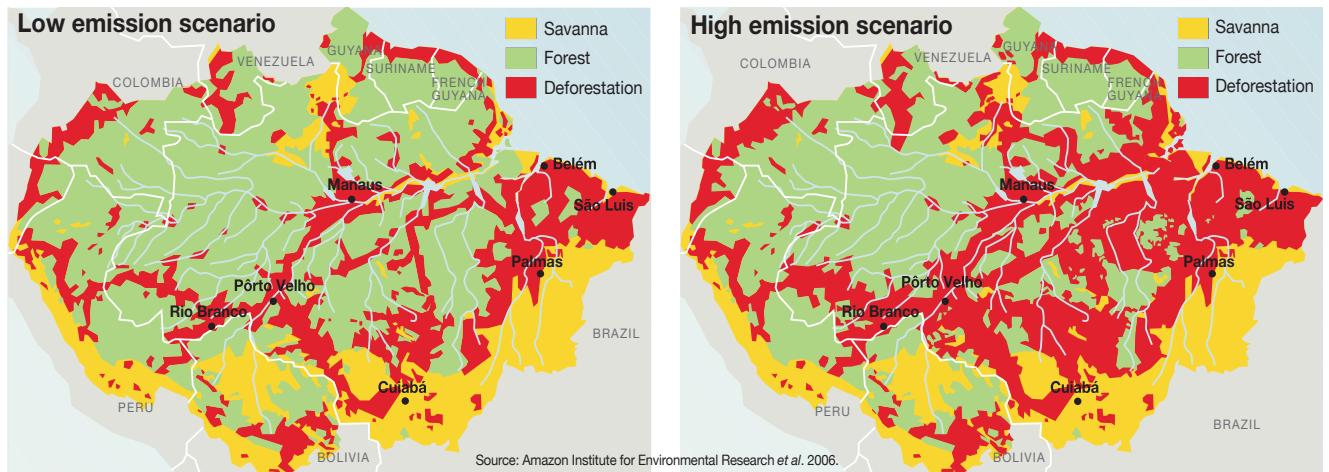 Low emission scenario
Savanna
Forest
Deforestation
COLOMBIA
VENEZUELA
GUYANA
SURINAME
FRENCH
GUYANA
Belém
São Luis
Manaus
Palmas
Pôrto Velho
Rio Branco
BRAZIL
Cuiabá
PERU
BOLIVIA
High emission scenario
Savanna
Forest
Deforestation
COLOMBIA
VENEZUELA
GUYANA
SURINAME
FRENCH
GUYANA
Belém
São Luis
Manaus
Palmas
Pôrto Velho
Rio Branco
Cuiabá
PERU
BRAZIL
BOLIVIA
Source: Amazon Institute for Environmental Research et al. 2006.